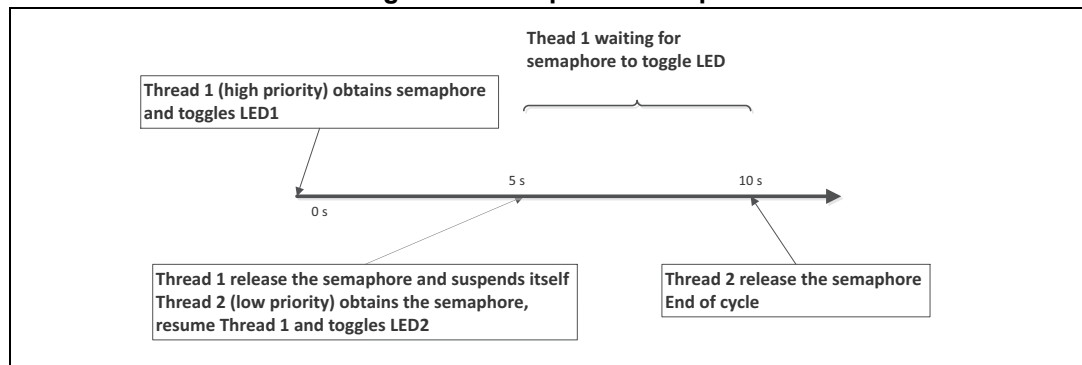 Thead 1 waiting for
semaphore to toggle LED
Thread 1 (high priority) obtains semaphore
and toggles LED1
5 s
10 s
0 s
Thread 1 release the semaphore and suspends itself
Thread 2 (low priority) obtains the semaphore,
resume Thread 1 and toggles LED2
Thread 2 release the semaphore
End of cycle